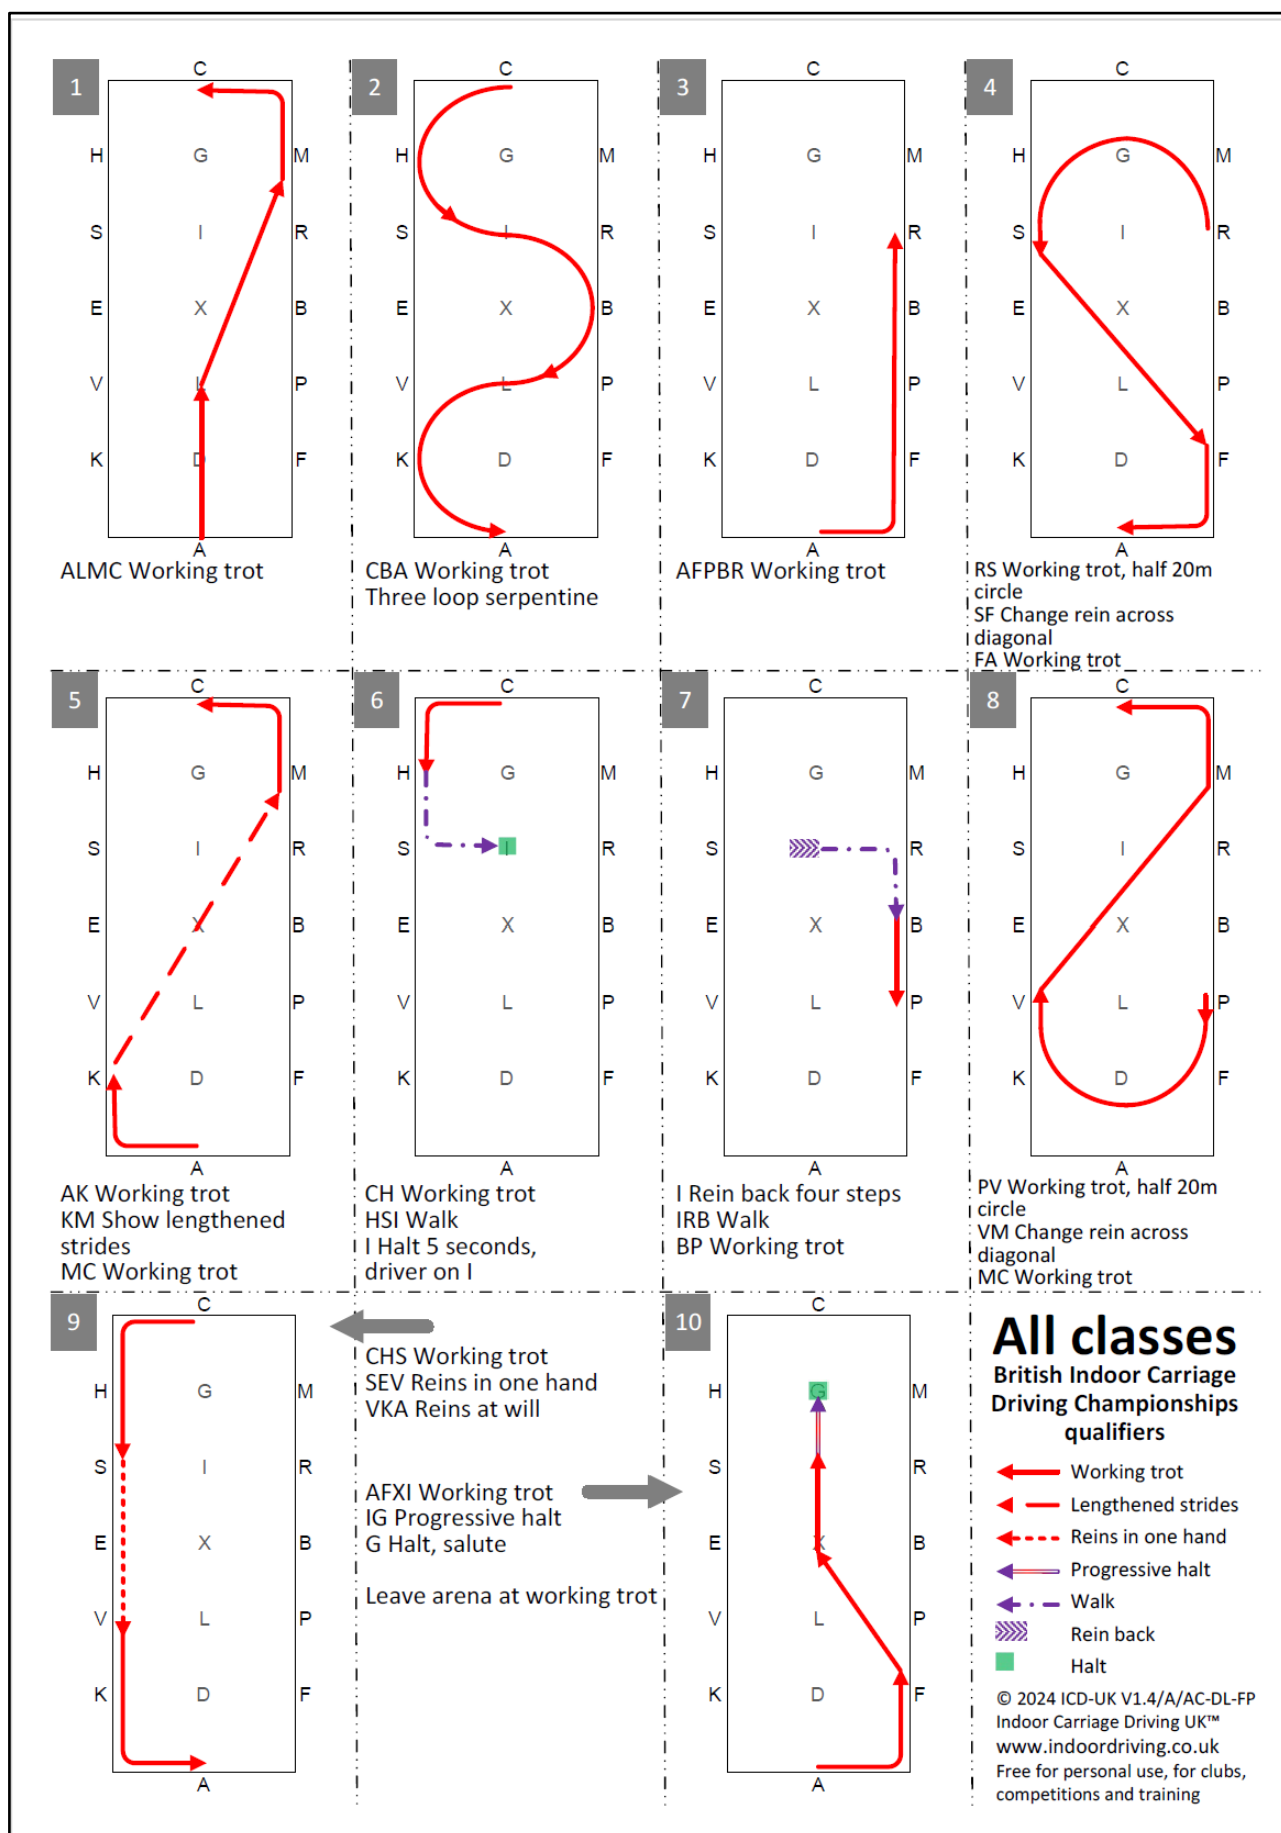 1
C
H G M
S I R
E X B
V L P
K D F
A
ALMC Working trot
2
C
H G M
S I R
E X B
V L P
K D F
A
CBA Working trot
Three loop serpentine
3
C
H G M
S I R
E X B
V L P
K D F
A
AFPBR Working trot
4
C
H G M
S I R
E X B
V L P
K D F
A
RS Working trot, half 20m
circle
SF Change rein across
diagonal
FA Working trot
5
C
H G M
S I R
E X B
V L P
K D F
A
AK Working trot
KM Show lengthened
strides
MC Working trot
6
C
H G M
S I R
E X B
V L P
K D F
A
CH Working trot
HSI Walk
I Halt 5 seconds,
driver on I
7
C
H G M
S R
E X B
V L P
K D F
A
I Rein back four steps
IRB Walk
BP Working trot
8
C
H G M
S I R
E X B
V L P
K D F
A
PV Working trot, half 20m
circle
VM Change rein across
diagonal
MC Working trot
9
C
H G M
S I R
E X B
V L P
K D F
A
CHS Working trot
SEV Reins in one hand
VKA Reins at will
AFXI Working trot
IG Progressive halt
G Halt, salute
Leave arena at working trot
10
C
H G M
S R
E X B
V L P
K D F
A
All classes
British Indoor Carriage
Driving Championships
qualifiers
Working trot
Lengthened strides
Reins in one hand
Progressive halt
Walk
Rein back
Halt
© 2024 ICD-UK V1.4/A/AC-DL-FP
Indoor Carriage Driving UK™
www.indoordriving.co.uk
Free for personal use, for clubs,
competitions and training